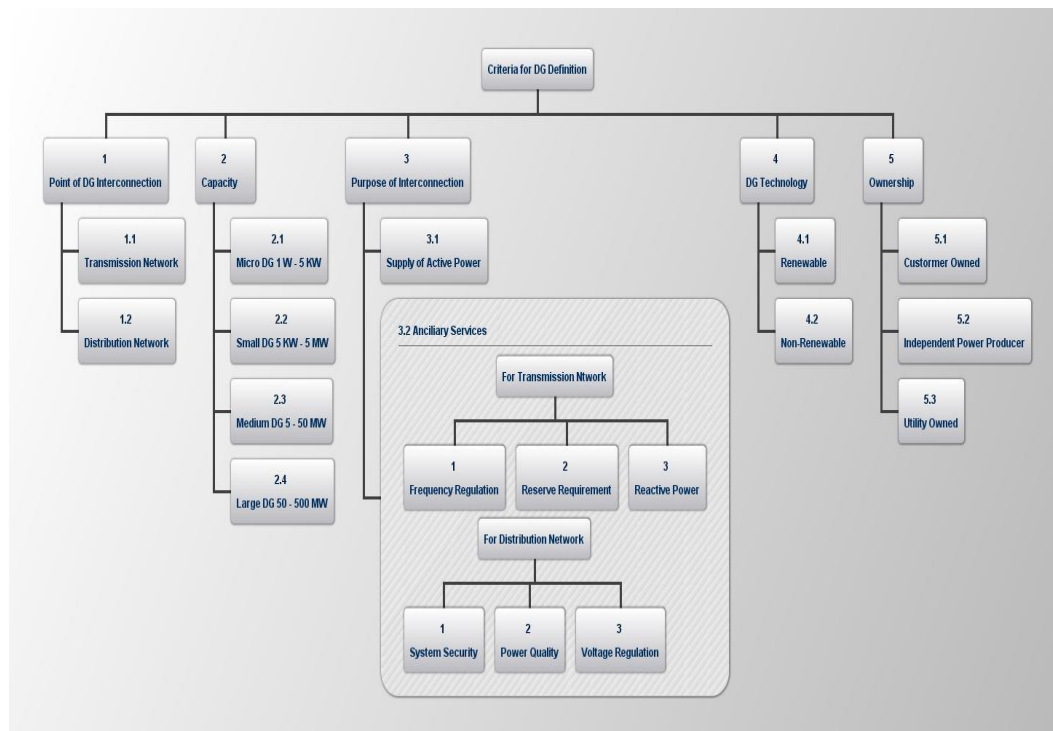 Criteria for DG Definition
1
Point of DG Interconnection
1.1
Transmission Network
1.2
Distribution Network
2
Capacity
2.1
Micro DG 1 W - 5 KW
2.2
Small DG 5 KW - 5 MW
2.3
Medium DG 5 - 50 MW
2.4
Large DG 50 - 500 MW
3
Purpose of Interconnection
3.1
Supply of Active Power
3.2 Anciliary Services
For Transmission Ntwork
1
Frequency Regulation
2
Reserve Requirement
3
Reactive Power
For Distribution Network
1
System Security
2
Power Quality
3
Voltage Regulation
4
DG Technology
4.1
Renewable
4.2
Non-Renewable
5
Ownership
5.1
Custormer Owned
5.2
Independent Power Producer
5.3
Utility Owned